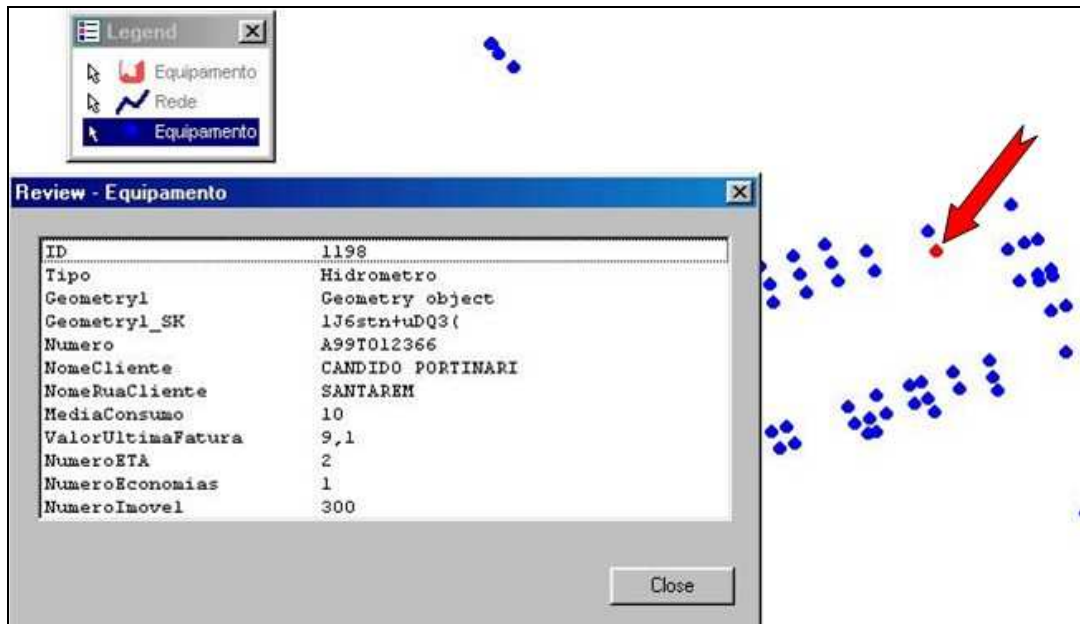 Legend
Equipamento
Rede
Equipamento
Review - Equipamento
ID 1198
Tipo Hidrometro
Geometry1 Geometry object
Geometry1_SK 1J6stn+uDQ3(
Numero A99T012366
NomeCliente CANDIDO PORTINARI
NomeRuaCliente SANTAREM
MediaConsumo 10
ValorUltimaFatura 9,1
NumeroETA 2
NumeroEconomias 1
NumeroImovel 300
Close